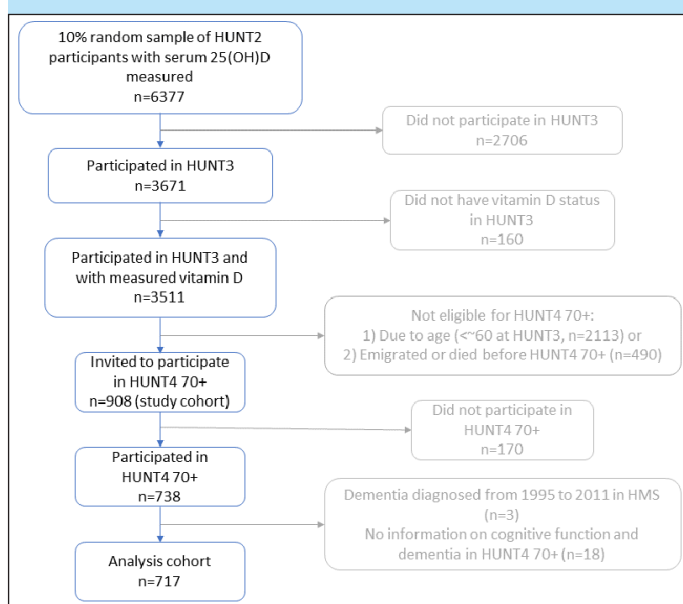 10% random sample of HUNT2
participants with serum 25(OH)D
measured
n=6377
Did not participate in HUNT3
n=2706
Participated in HUNT3
n=3671
Did not have vitamin D status
in HUNT3
n=160
Participated in HUNT3 and
with measured vitamin D
n=3511
Not eligible for HUNT4 70+:
1) Due to age (<~60 at HUNT3, n=2113) or
2) Emigrated or died before HUNT4 70+ (n=490)
Invited to participate
in HUNT4 70+
n=908 (study cohort)
Did not participate in
HUNT4 70+
n=170
Participated in
HUNT4 70+
n=738
Dementia diagnosed from 1995 to 2011 in HMS
(n=3)
No information on cognitive function and
dementia in HUNT4 70+ (n=18)
Analysis cohort
n=717